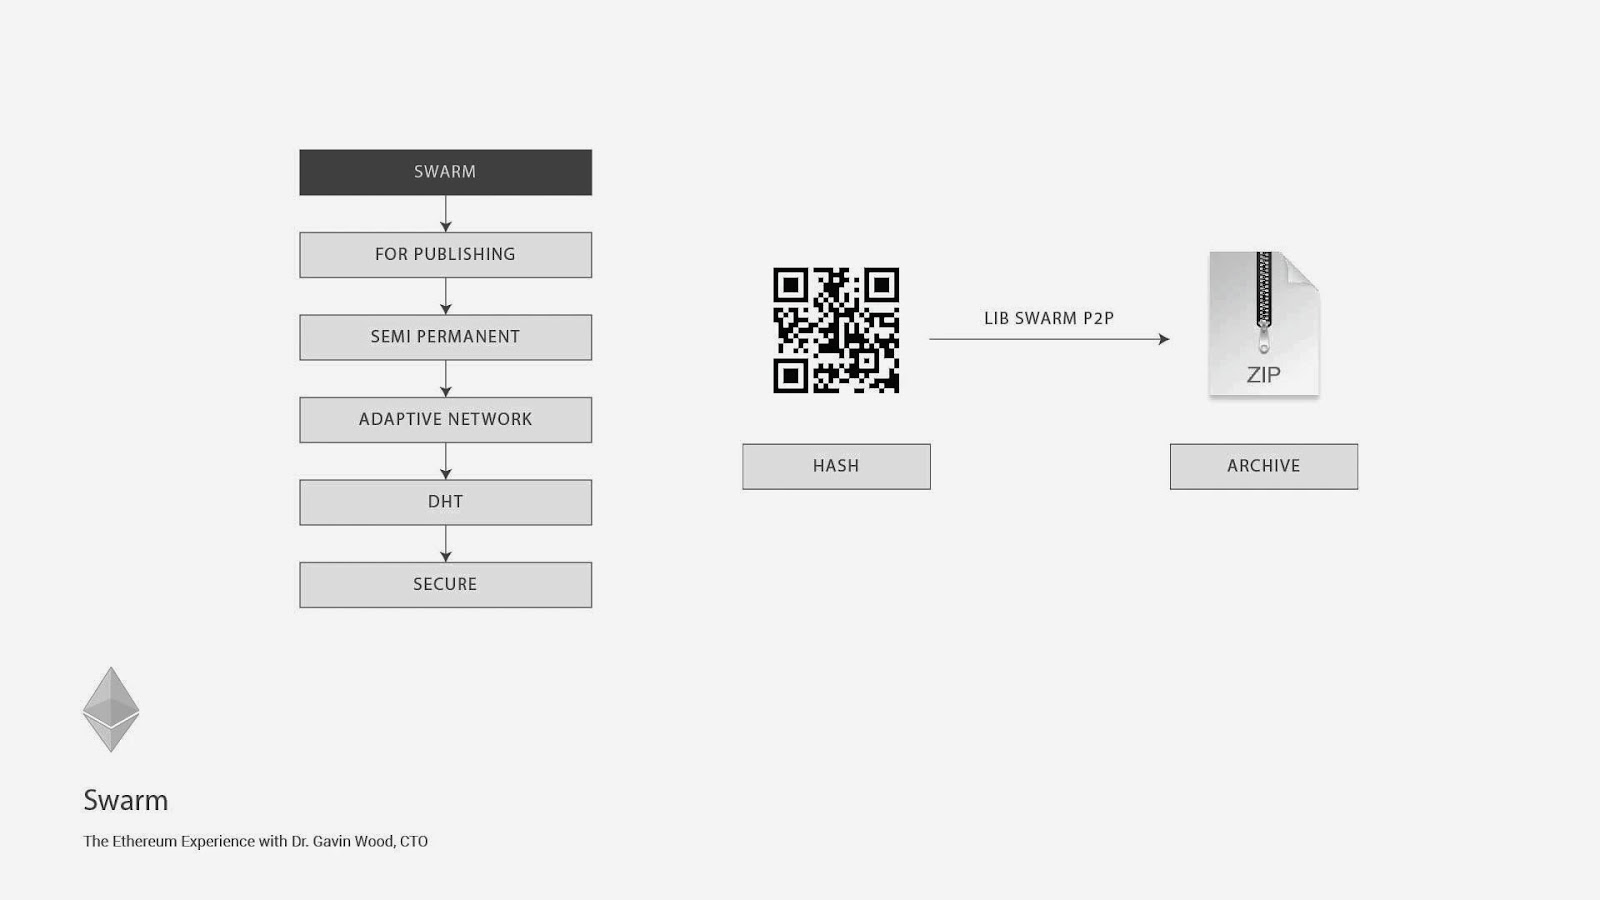 SWARM
FOR PUBLISHING
SEMI PERMANENT
ADAPTIVE NETWORK
DHT
SECURE
LIB SWARM P2P
ZIP
HASH
ARCHIVE
Swarm
The Ethereum Experience with Dr. Gavin Wood, CTO